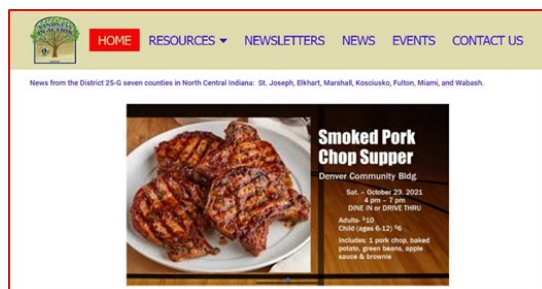 KINDNESS
IN ACTION
HOME RESOURCES NEWSLETTERS NEWS EVENTS CONTACT US
News from the District 25-G seven counties in North Central Indiana: St. Joseph, Elkhart, Marshall, Kosciusko, Fulton, Miami, and Wabash.
Smoked Pork
Chop Supper
Denver Community Bldg.
Sat. - October 23. 2021
4 pm – 7 pm
DINE IN or DRIVE THRU
Adults- $10
Child (ages 6-12) $6
Includes: 1 pork chop, baked
potato, green beans, apple
sauce & brownie